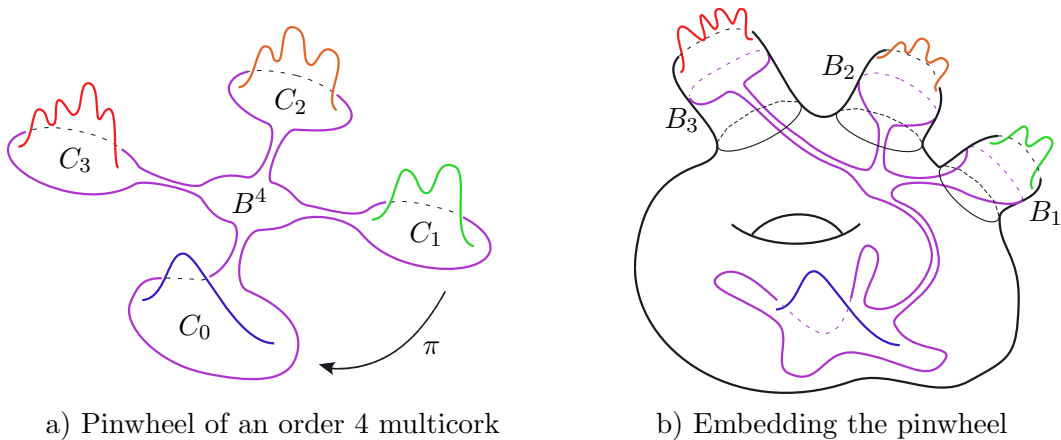 C₂
C₃
B⁴
C₁
C₀
π
a) Pinwheel of an order 4 multicork
B₂
B₃
B₁
b) Embedding the pinwheel